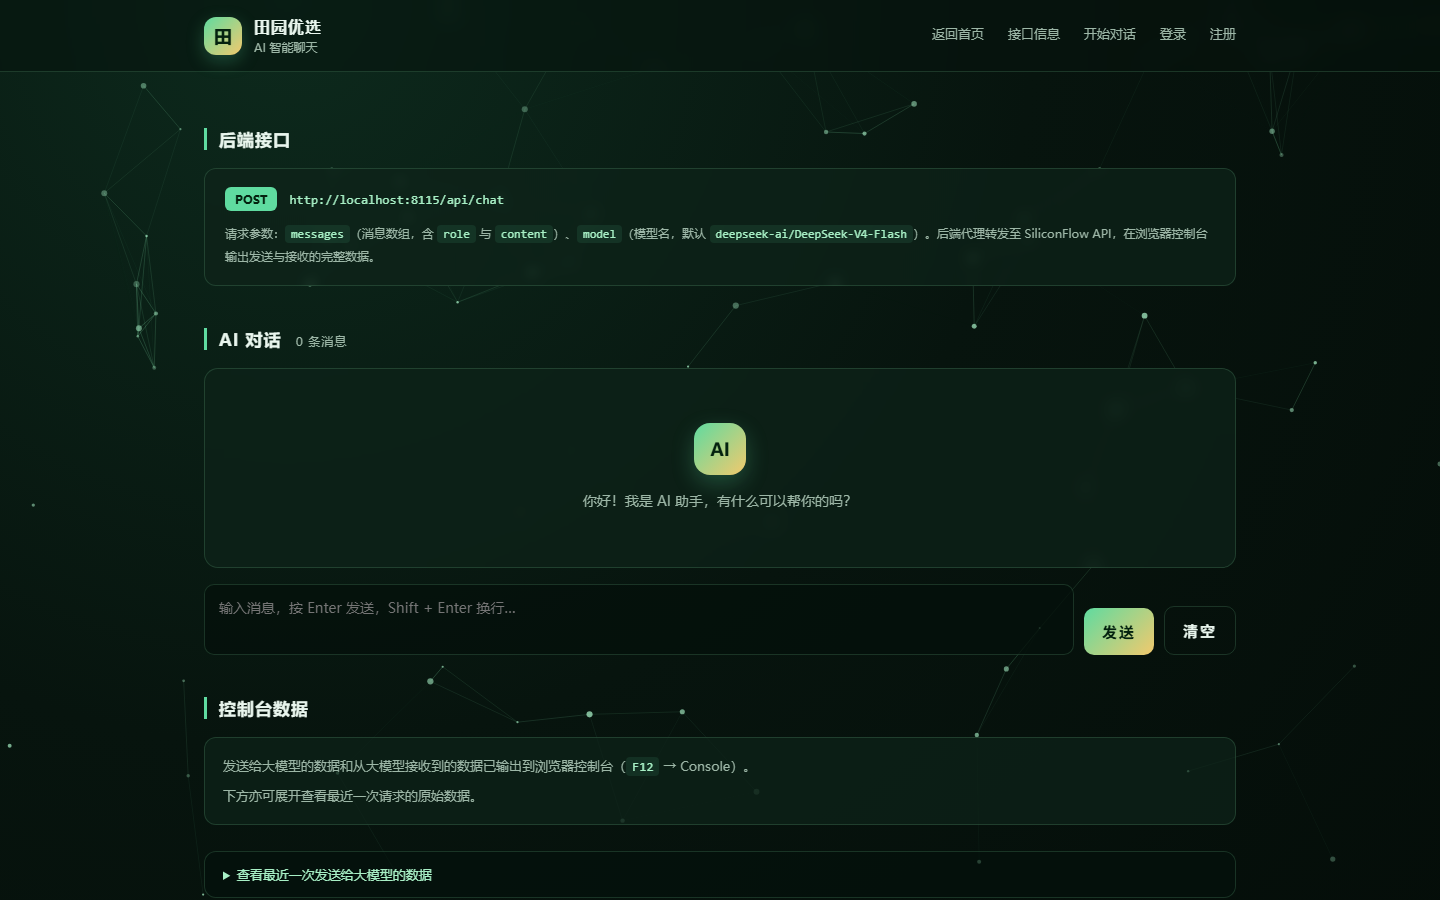 田
田园优选
AI 智能聊天
返回首页 接口信息 开始对话 登录 注册
后端接口
POST http://localhost:8115/api/chat
请求参数：messages（消息数组，含 role 与 content）、model（模型名，默认 deepseek-ai/DeepSeek-V4-Flash）。后端代理转发至 SiliconFlow API，在浏览器控制台
输出发送与接收的完整数据。
AI 对话 0 条消息
AI
你好！我是 AI 助手，有什么可以帮你的吗？
输入消息，按 Enter 发送，Shift + Enter 换行...
发送 清空
控制台数据
发送给大模型的数据和从大模型接收到的数据已输出到浏览器控制台（F12 → Console）。
下方亦可展开查看最近一次请求的原始数据。
▶ 查看最近一次发送给大模型的数据